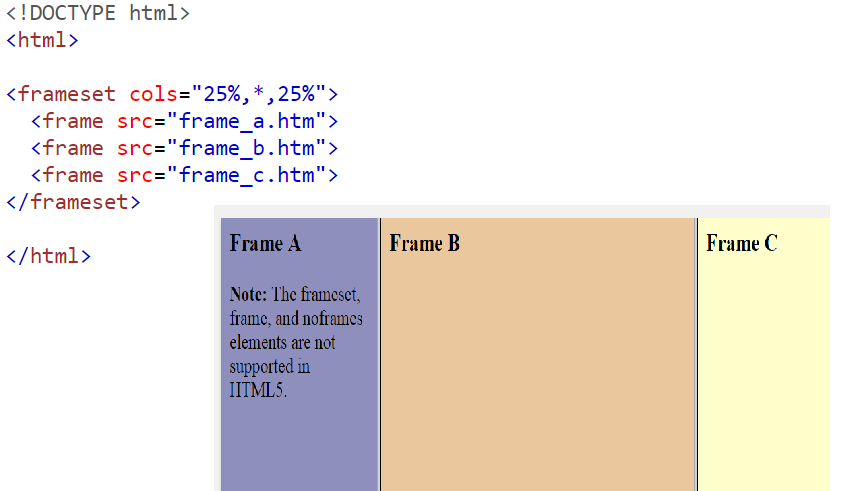 <!DOCTYPE html>
<html>
<frameset cols="25%,*,25%">
  <frame src="frame_a.htm">
  <frame src="frame_b.htm">
  <frame src="frame_c.htm">
</frameset>
</html>
Frame A
Note: The frameset,
frame, and noframes
elements are not
supported in
HTML5.
Frame B
Frame C